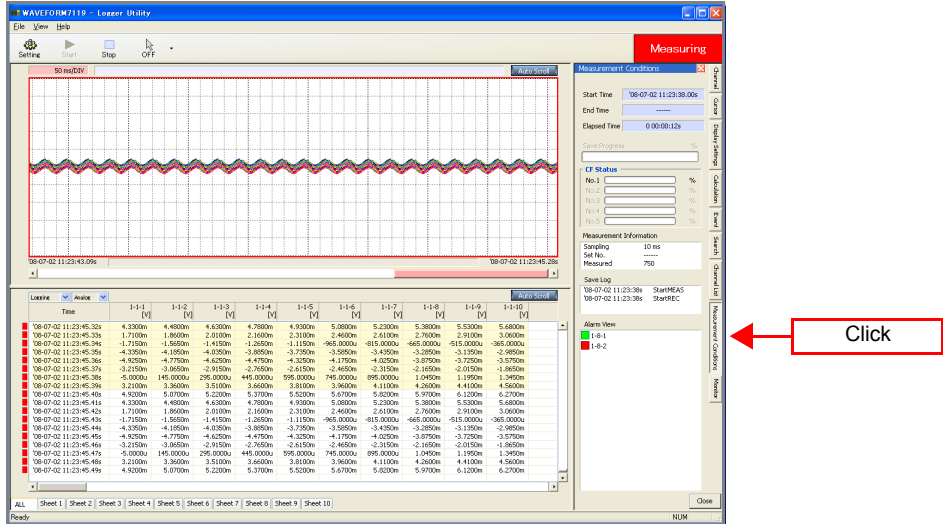 WAVEFORM7119 - Logger Utility
File View Help
Setting Start Stop OFF
Measuring
50 ms/DIV Auto Scroll
'08-07-02 11:23:43.09s '08-07-02 11:23:45.28s
Logging Analog Auto Scroll
Time 1-1-1 [V] 1-1-2 [V] 1-1-3 [V] 1-1-4 [V] 1-1-5 [V] 1-1-6 [V] 1-1-7 [V] 1-1-8 [V] 1-1-9 [V] 1-1-10 [V]
'08-07-02 11:23:45.32s 4.3300m 4.4800m 4.6300m 4.7800m 4.9300m 5.0800m 5.2300m 5.3800m 5.5300m 5.6800m
'08-07-02 11:23:45.33s 1.7100m 1.8600m 2.0100m 2.1600m 2.3100m 2.4600m 2.6100m 2.7600m 2.9100m 3.0600m
'08-07-02 11:23:45.34s -1.7150m -1.5650m -1.4150m -1.2650m -1.1150m -965.0000u -815.0000u -665.0000u -515.0000u -365.0000u
'08-07-02 11:23:45.35s -4.3350m -4.1850m -4.0350m -3.8850m -3.7350m -3.5850m -3.4350m -3.2850m -3.1350m -2.9850m
'08-07-02 11:23:45.36s -4.9250m -4.7750m -4.6250m -4.4750m -4.3250m -4.1750m -4.0250m -3.8750m -3.7250m -3.5750m
'08-07-02 11:23:45.37s -3.2150m -3.0650m -2.9150m -2.7650m -2.6150m -2.4650m -2.3150m -2.1650m -2.0150m -1.8650m
'08-07-02 11:23:45.38s -5.0000u 145.0000u 295.0000u 445.0000u 595.0000u 745.0000u 895.0000u 1.0450m 1.1950m 1.3450m
'08-07-02 11:23:45.39s 3.2100m 3.3600m 3.5100m 3.6600m 3.8100m 3.9600m 4.1100m 4.2600m 4.4100m 4.5600m
'08-07-02 11:23:45.40s 4.9200m 5.0700m 5.2200m 5.3700m 5.5200m 5.6700m 5.8200m 5.9700m 6.1200m 6.2700m
'08-07-02 11:23:45.41s 4.3300m 4.4800m 4.6300m 4.7800m 4.9300m 5.0800m 5.2300m 5.3800m 5.5300m 5.6800m
'08-07-02 11:23:45.42s 1.7100m 1.8600m 2.0100m 2.1600m 2.3100m 2.4600m 2.6100m 2.7600m 2.9100m 3.0600m
'08-07-02 11:23:45.43s -1.7150m -1.5650m -1.4150m -1.2650m -1.1150m -965.0000u -815.0000u -665.0000u -515.0000u -365.0000u
'08-07-02 11:23:45.44s -4.3350m -4.1850m -4.0350m -3.8850m -3.7350m -3.5850m -3.4350m -3.2850m -3.1350m -2.9850m
'08-07-02 11:23:45.45s -4.9250m -4.7750m -4.6250m -4.4750m -4.3250m -4.1750m -4.0250m -3.8750m -3.7250m -3.5750m
'08-07-02 11:23:45.46s -3.2150m -3.0650m -2.9150m -2.7650m -2.6150m -2.4650m -2.3150m -2.1650m -2.0150m -1.8650m
'08-07-02 11:23:45.47s -5.0000u 145.0000u 295.0000u 445.0000u 595.0000u 745.0000u 895.0000u 1.0450m 1.1950m 1.3450m
'08-07-02 11:23:45.48s 3.2100m 3.3600m 3.5100m 3.6600m 3.8100m 3.9600m 4.1100m 4.2600m 4.4100m 4.5600m
'08-07-02 11:23:45.49s 4.9200m 5.0700m 5.2200m 5.3700m 5.5200m 5.6700m 5.8200m 5.9700m 6.1200m 6.2700m
ALL Sheet 1 Sheet 2 Sheet 3 Sheet 4 Sheet 5 Sheet 6 Sheet 7 Sheet 8 Sheet 9 Sheet 10
Ready NUM
Measurement Conditions
Start Time '08-07-02 11:23:38.00s
End Time ------
Elapsed Time 0 00:00:12s
Save Progress %
CF Status
No.1 %
No.2 %
No.3 %
No.4 %
No.5 %
Measurement Information
Sampling 10 ms
Set No. ------
Measured 750
Save Log
'08-07-02 11:23:38s StartMEAS
'08-07-02 11:23:38s StartREC
Alarm View
1-8-1
1-8-2
Close
Channel
Cursor
Display Settings
Calculation
Event
Search
Channel List
Measurement Conditions
Monitor
Click